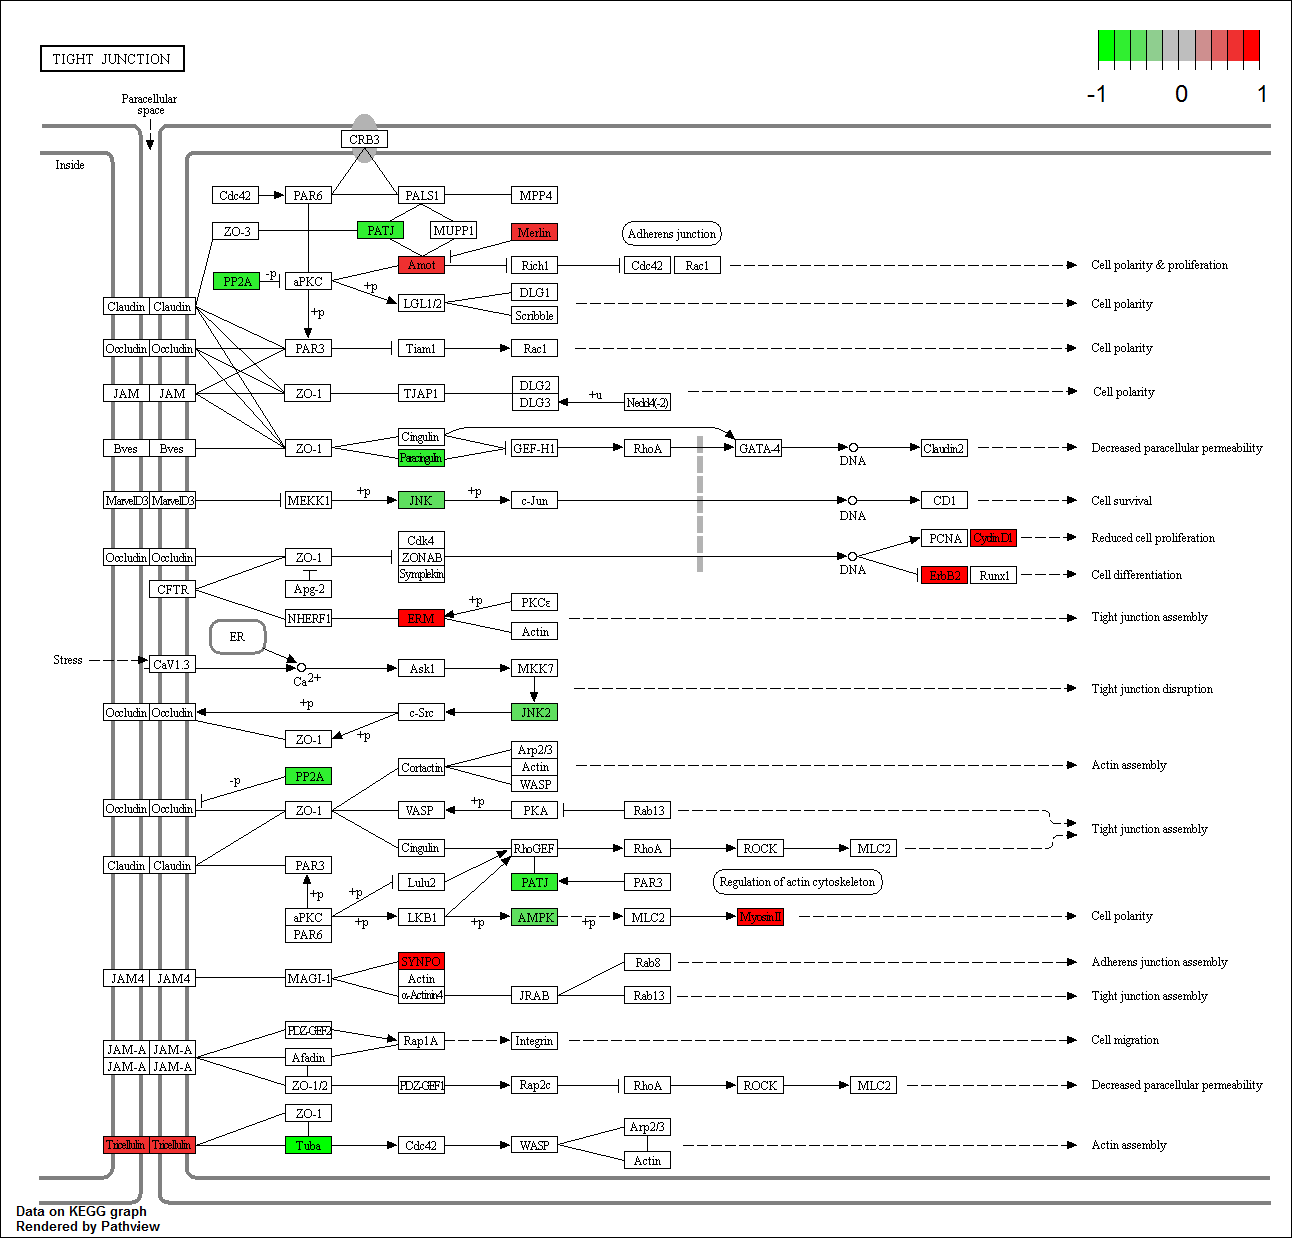 TIGHT JUNCTION
-1 0 1
Paracellular
space
Inside
CRB3
Cdc42 PAR6 PALS1 MPP4
ZO-3 PATJ MUPP1 Merlin Adherens junction
Amot Rich1 Cdc42 Rac1 Cell polarity & proliferation
PP2A -p aPKC +p
LGL1/2 DLG1 Cell polarity
Scribble
Claudin Claudin +p
Occludin Occludin PAR3 Tiam1 Rac1 Cell polarity
JAM JAM ZO-1 TJAP1 DLG2 +u Cell polarity
DLG3 Nedd4(-2)
Cingulin
Bves Bves ZO-1 GEF-H1 RhoA GATA-4 Claudin2 Decreased paracellular permeability
Paracingulin DNA
MarvelD3 MarvelD3 MEKK1 +p JNK +p c-Jun CD1 Cell survival
DNA
Cdk4 PCNA CyclinD1 Reduced cell proliferation
Occludin Occludin ZO-1 ZONAB
Symplekin DNA ErbB2 Runx1 Cell differentiation
CFTR Apg-2
NHERF1 ERM +p PKCε Tight junction assembly
Actin
ER
Stress CaV1.3 Ca2+ Ask1 MKK7
Tight junction disruption
Occludin Occludin +p c-Src JNK2
ZO-1 +p
Arp2/3
Cortactin Actin Actin assembly
WASP
-p PP2A
Occludin Occludin ZO-1 VASP +p PKA Rab13
Tight junction assembly
Cingulin RhoGEF RhoA ROCK MLC2
Claudin Claudin PAR3
+p +p Lulu2 PATJ PAR3 Regulation of actin cytoskeleton
aPKC +p LKB1 +p AMPK +p MLC2 MyosinII Cell polarity
PAR6
SYNPO Rab8 Adherens junction assembly
JAM4 JAM4 MAGI-1 Actin
α-Actinin4 JRAB Rab13 Tight junction assembly
PDZ-GEF2
JAM-A JAM-A Rap1A Integrin Cell migration
JAM-A JAM-A Afadin
ZO-1/2 PDZ-GEF1 Rap2c RhoA ROCK MLC2 Decreased paracellular permeability
ZO-1 Arp2/3
Tricellulin Tricellulin Tuba Cdc42 WASP Actin assembly
Actin
Data on KEGG graph
Rendered by Pathview